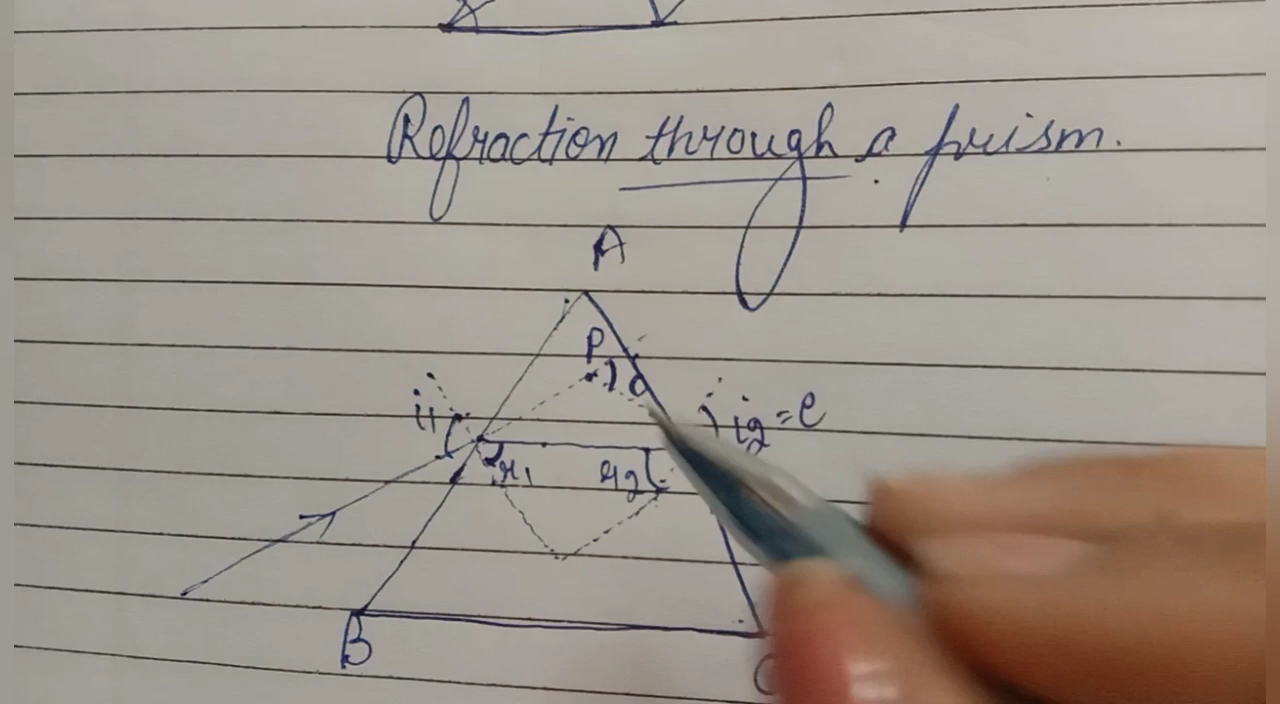 Refraction through a prism.
A
P
d
i1
i2 = e
r1
r2
B
C